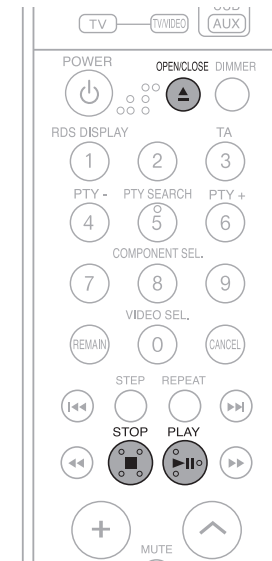 TV TV/VIDEO AUX
POWER OPEN/CLOSE DIMMER
RDS DISPLAY TA
1 2 3
PTY - PTY SEARCH PTY +
4 5 6
COMPONENT SEL.
7 8 9
VIDEO SEL.
REMAIN 0 CANCEL
STEP REPEAT
STOP PLAY
MUTE